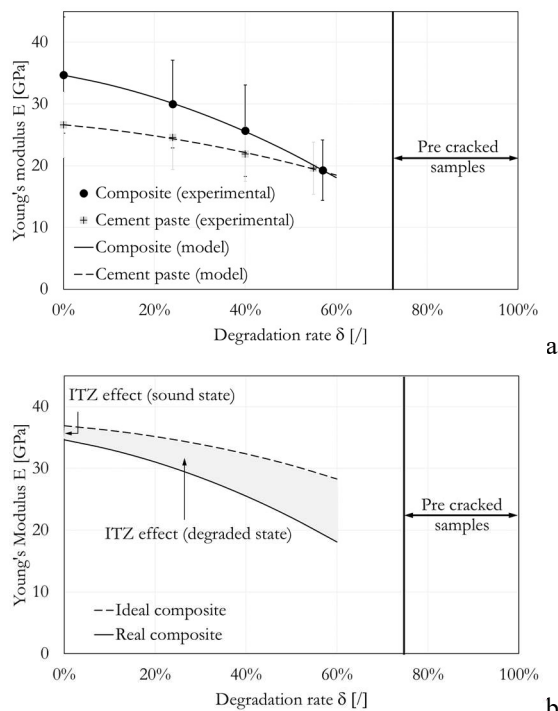 Young's modulus E [GPa]
40
30
20
10
0
Pre cracked
samples
Composite (experimental)
Cement paste (experimental)
Composite (model)
Cement paste (model)
0%
20%
40%
60%
80%
100%
Degradation rate δ [/]
a
Young's Modulus E [GPa]
40
30
20
10
0
ITZ effect (sound state)
Pre cracked
samples
ITZ effect (degraded state)
Ideal composite
Real composite
0%
20%
40%
60%
80%
100%
Degradation rate δ [/]
b